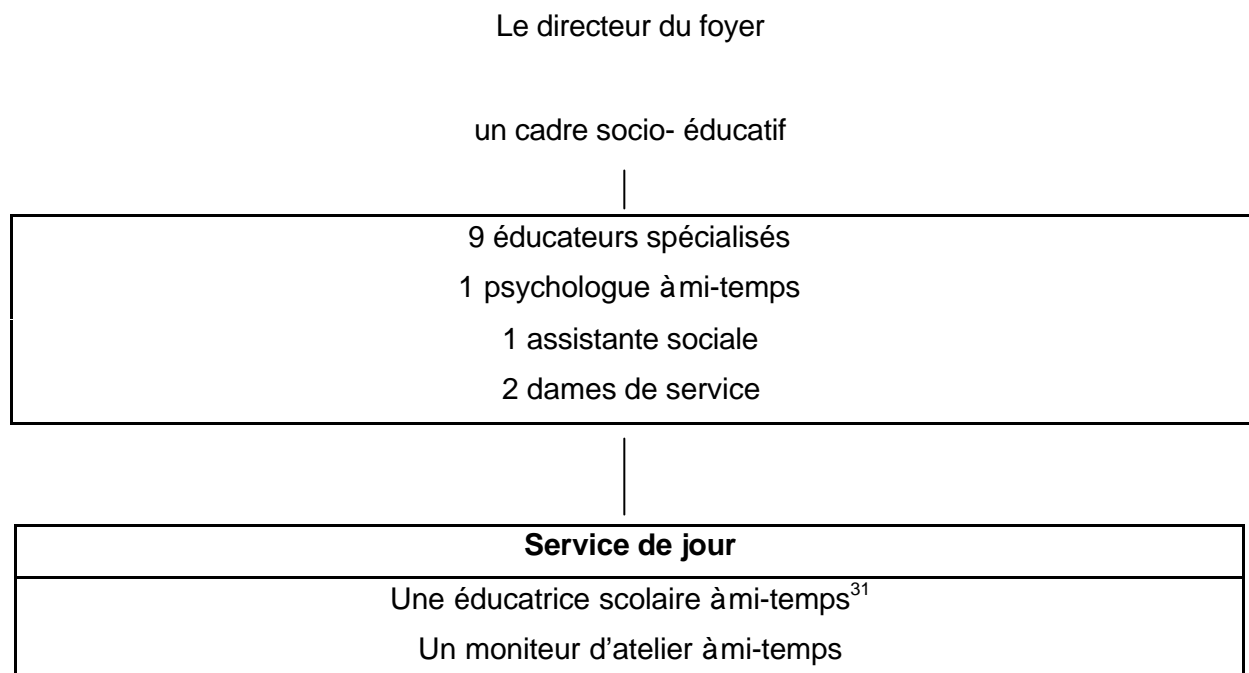 Le directeur du foyer
un cadre socio- éducatif
9 éducateurs spécialisés
1 psychologue à mi-temps
1 assistante sociale
2 dames de service
Service de jour
Une éducatrice scolaire à mi-temps31
Un moniteur d'atelier à mi-temps